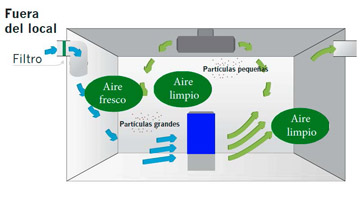 Fuera
del local
Filtro
Partículas pequeñas
Aire
fresco
Aire
limpio
Partículas grandes
Aire
limpio